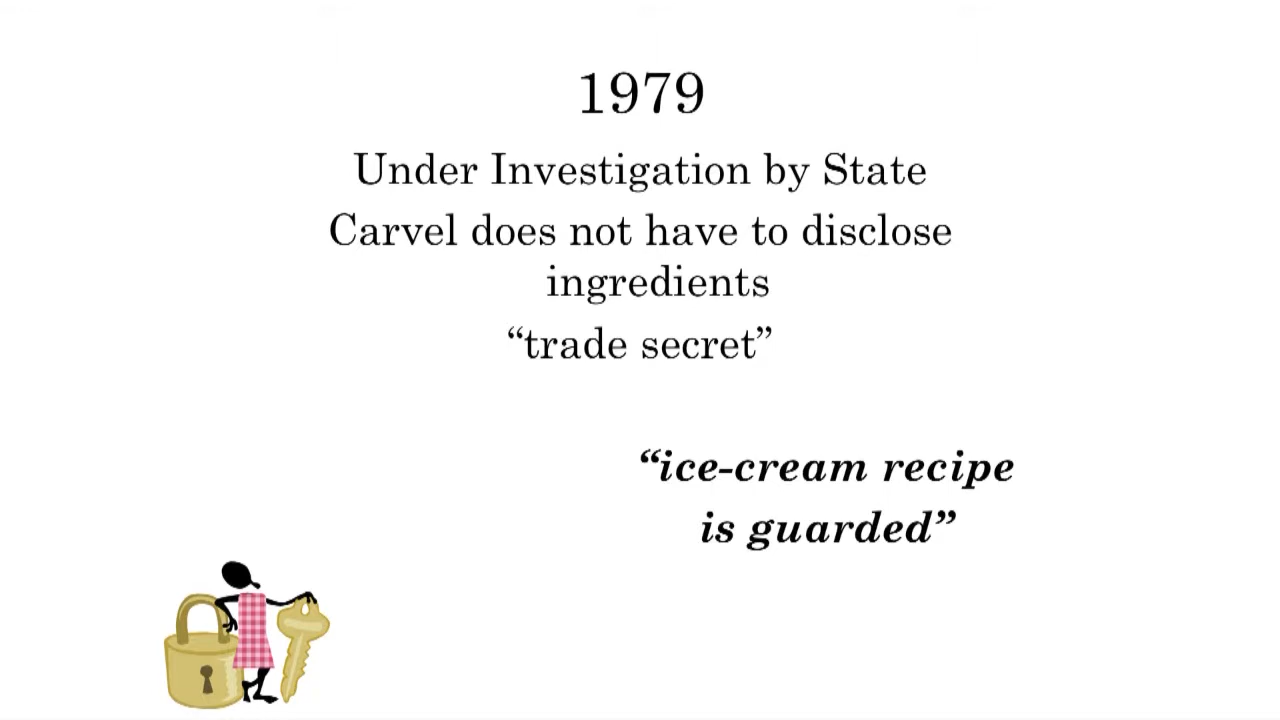 1979
Under Investigation by State
Carvel does not have to disclose
ingredients
“trade secret”
“ice-cream recipe
is guarded”